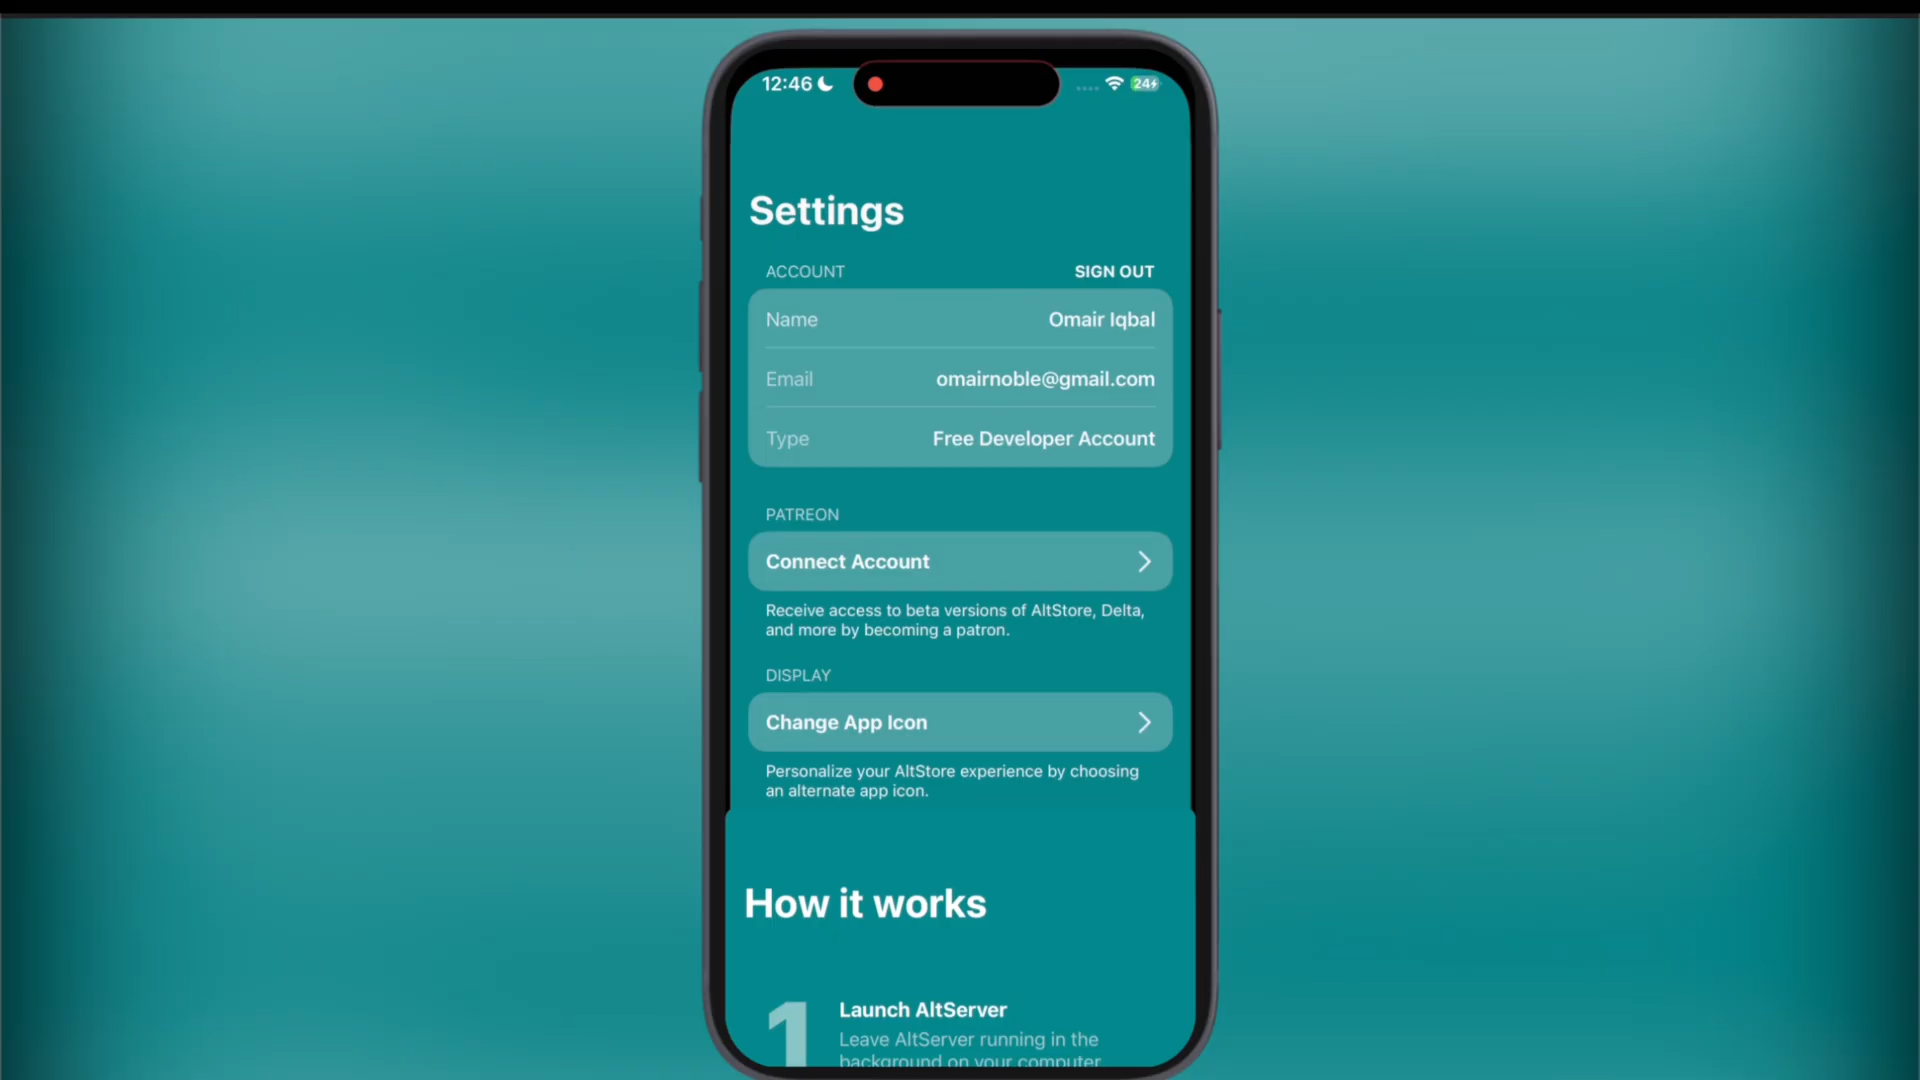 12:46
24
Settings
ACCOUNT SIGN OUT
Name Omair Iqbal
Email omairnoble@gmail.com
Type Free Developer Account
PATREON
Connect Account
Receive access to beta versions of AltStore, Delta,
and more by becoming a patron.
DISPLAY
Change App Icon
Personalize your AltStore experience by choosing
an alternate app icon.
How it works
1 Launch AltServer
Leave AltServer running in the
background on your computer